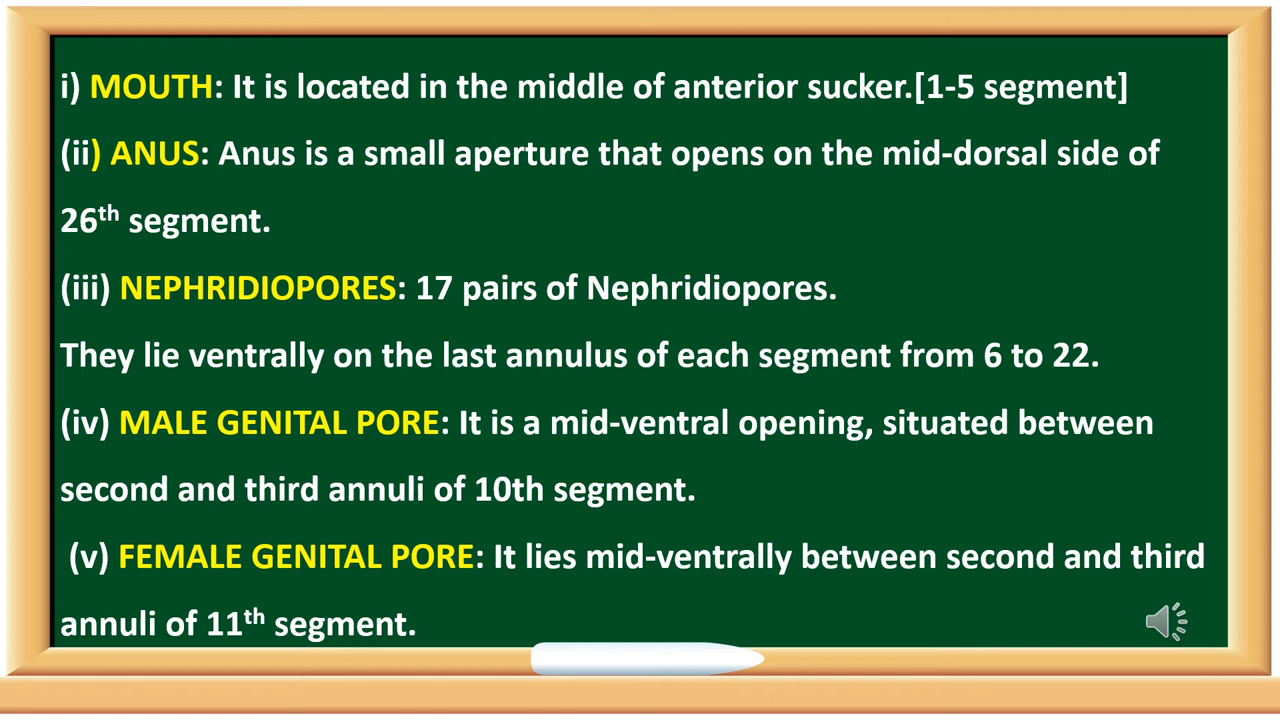 i) MOUTH: It is located in the middle of anterior sucker.[1-5 segment]
(ii) ANUS: Anus is a small aperture that opens on the mid-dorsal side of
26th segment.
(iii) NEPHRIDIOPORES: 17 pairs of Nephridiopores.
They lie ventrally on the last annulus of each segment from 6 to 22.
(iv) MALE GENITAL PORE: It is a mid-ventral opening, situated between
second and third annuli of 10th segment.
(v) FEMALE GENITAL PORE: It lies mid-ventrally between second and third
annuli of 11th segment.